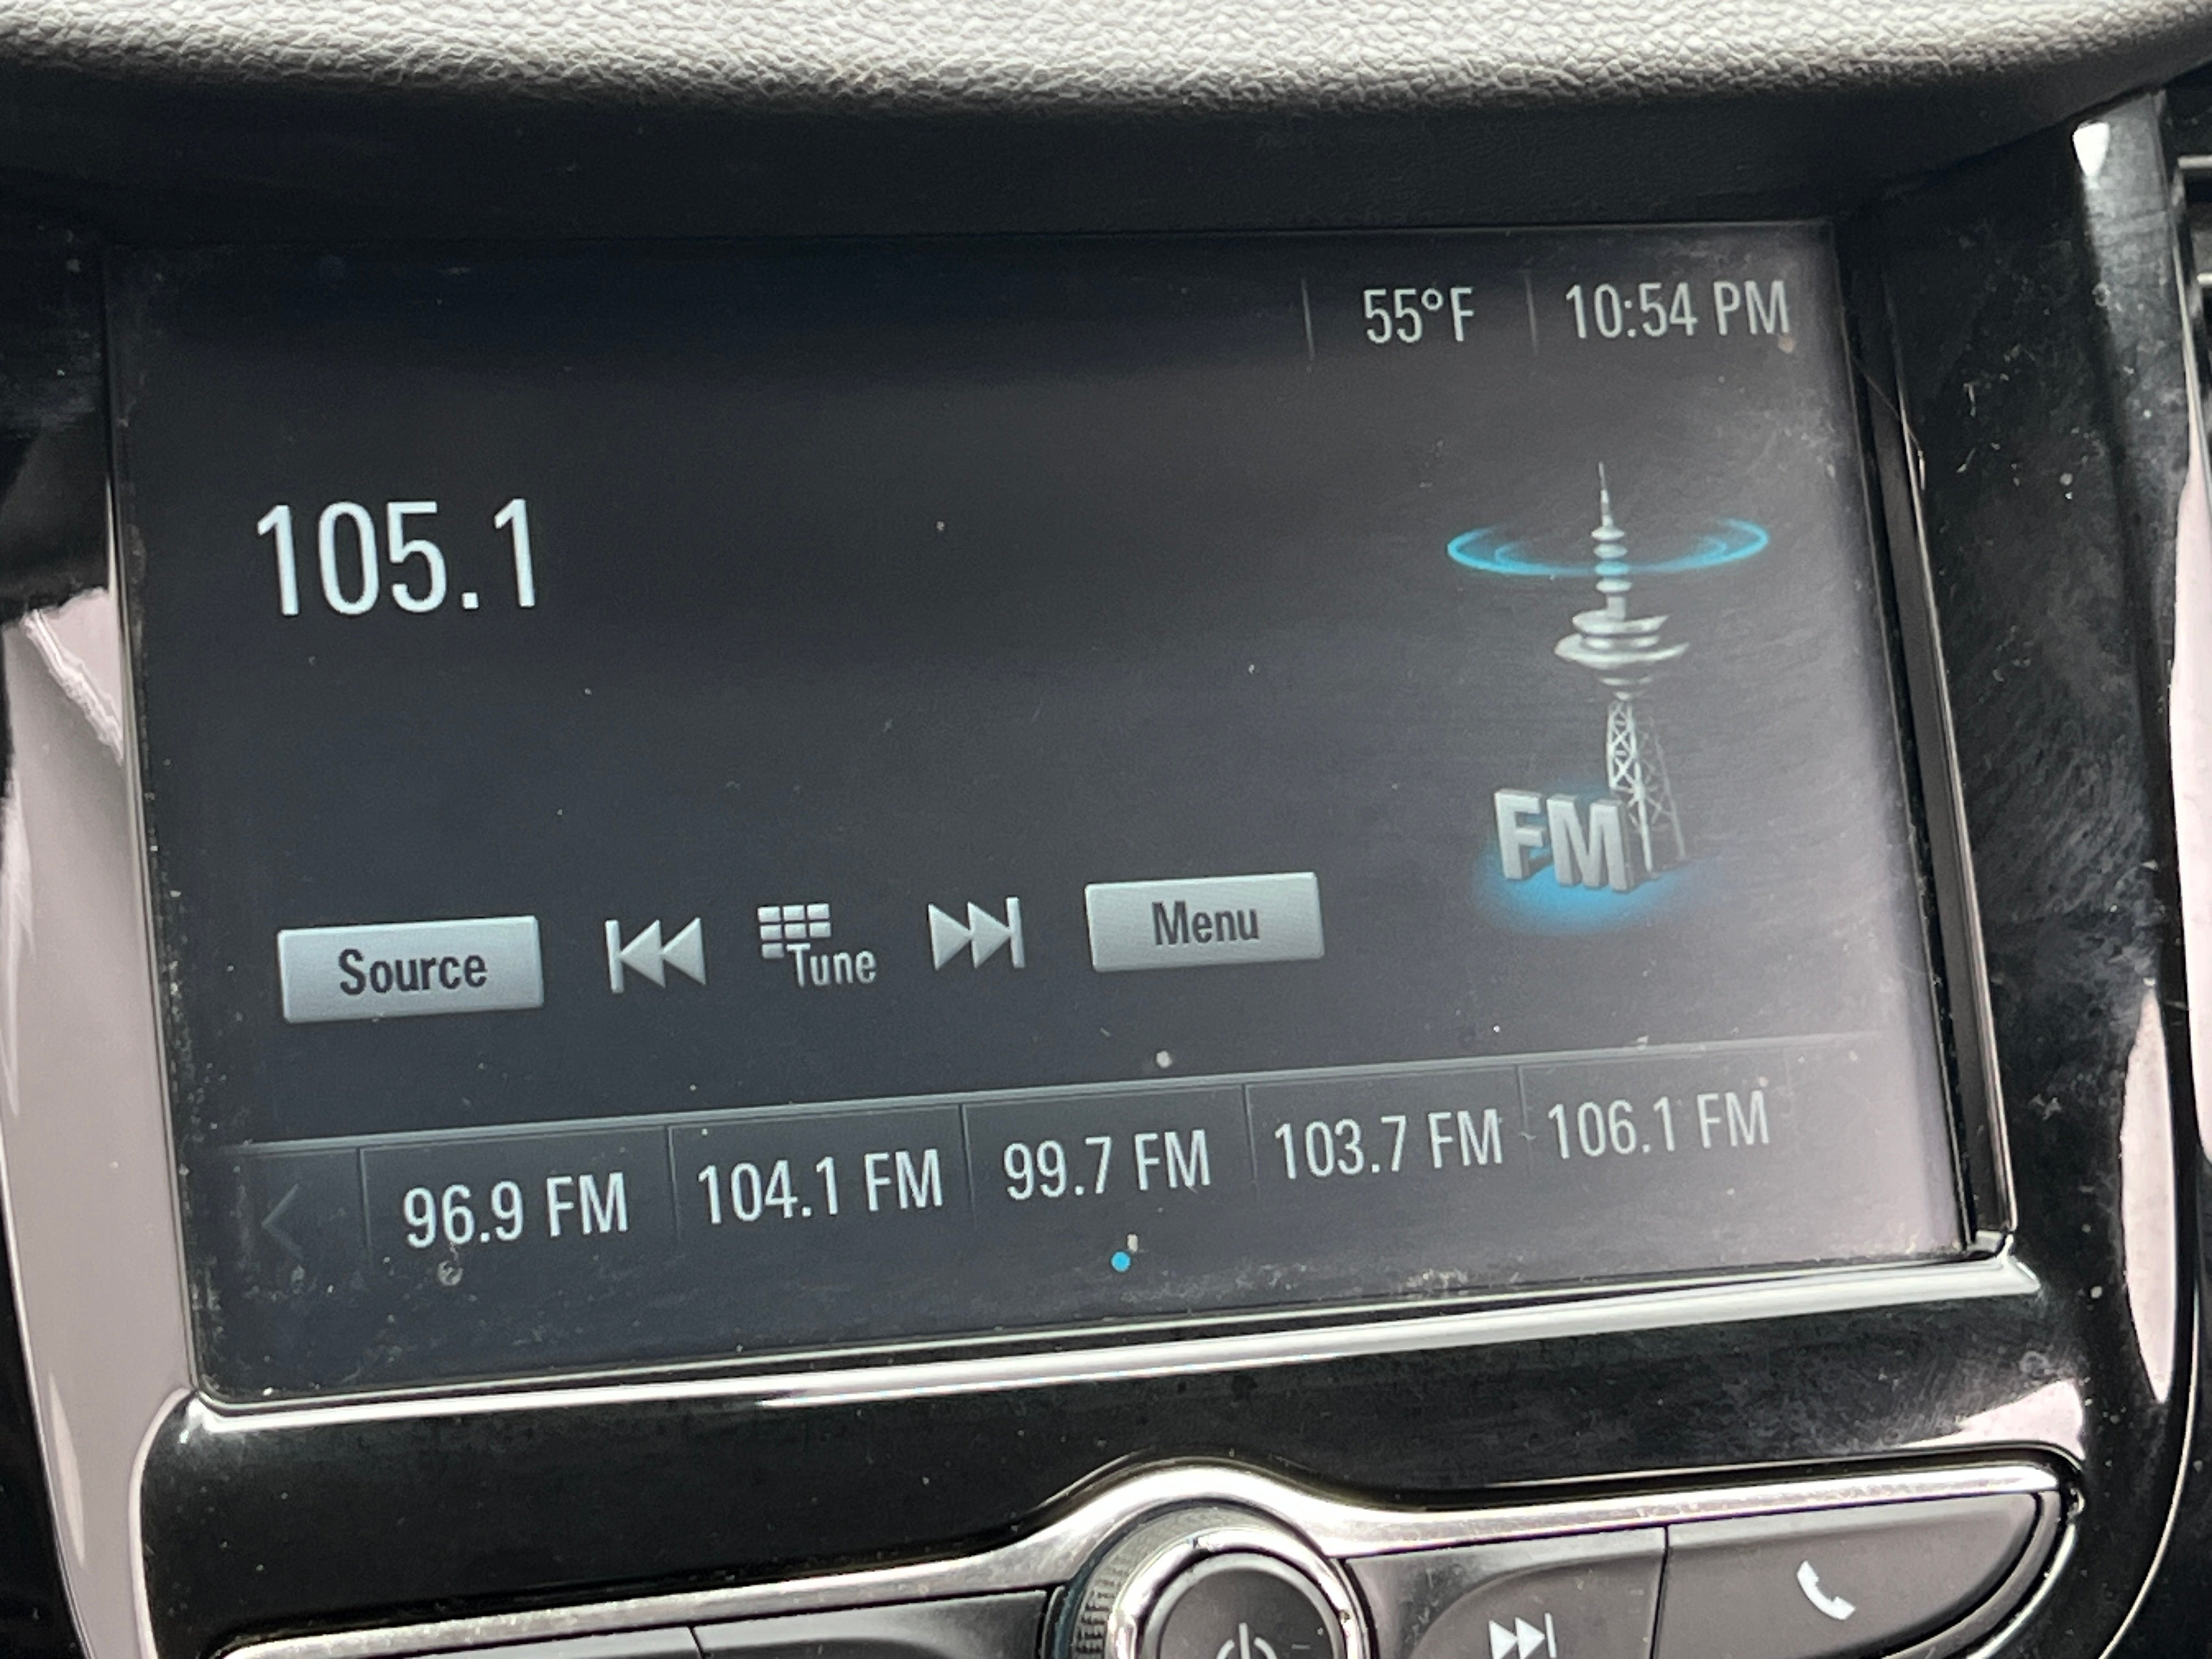 55°F 10:54 PM
105.1
FM
Source Tune Menu
96.9 FM 104.1 FM 99.7 FM 103.7 FM 106.1 FM